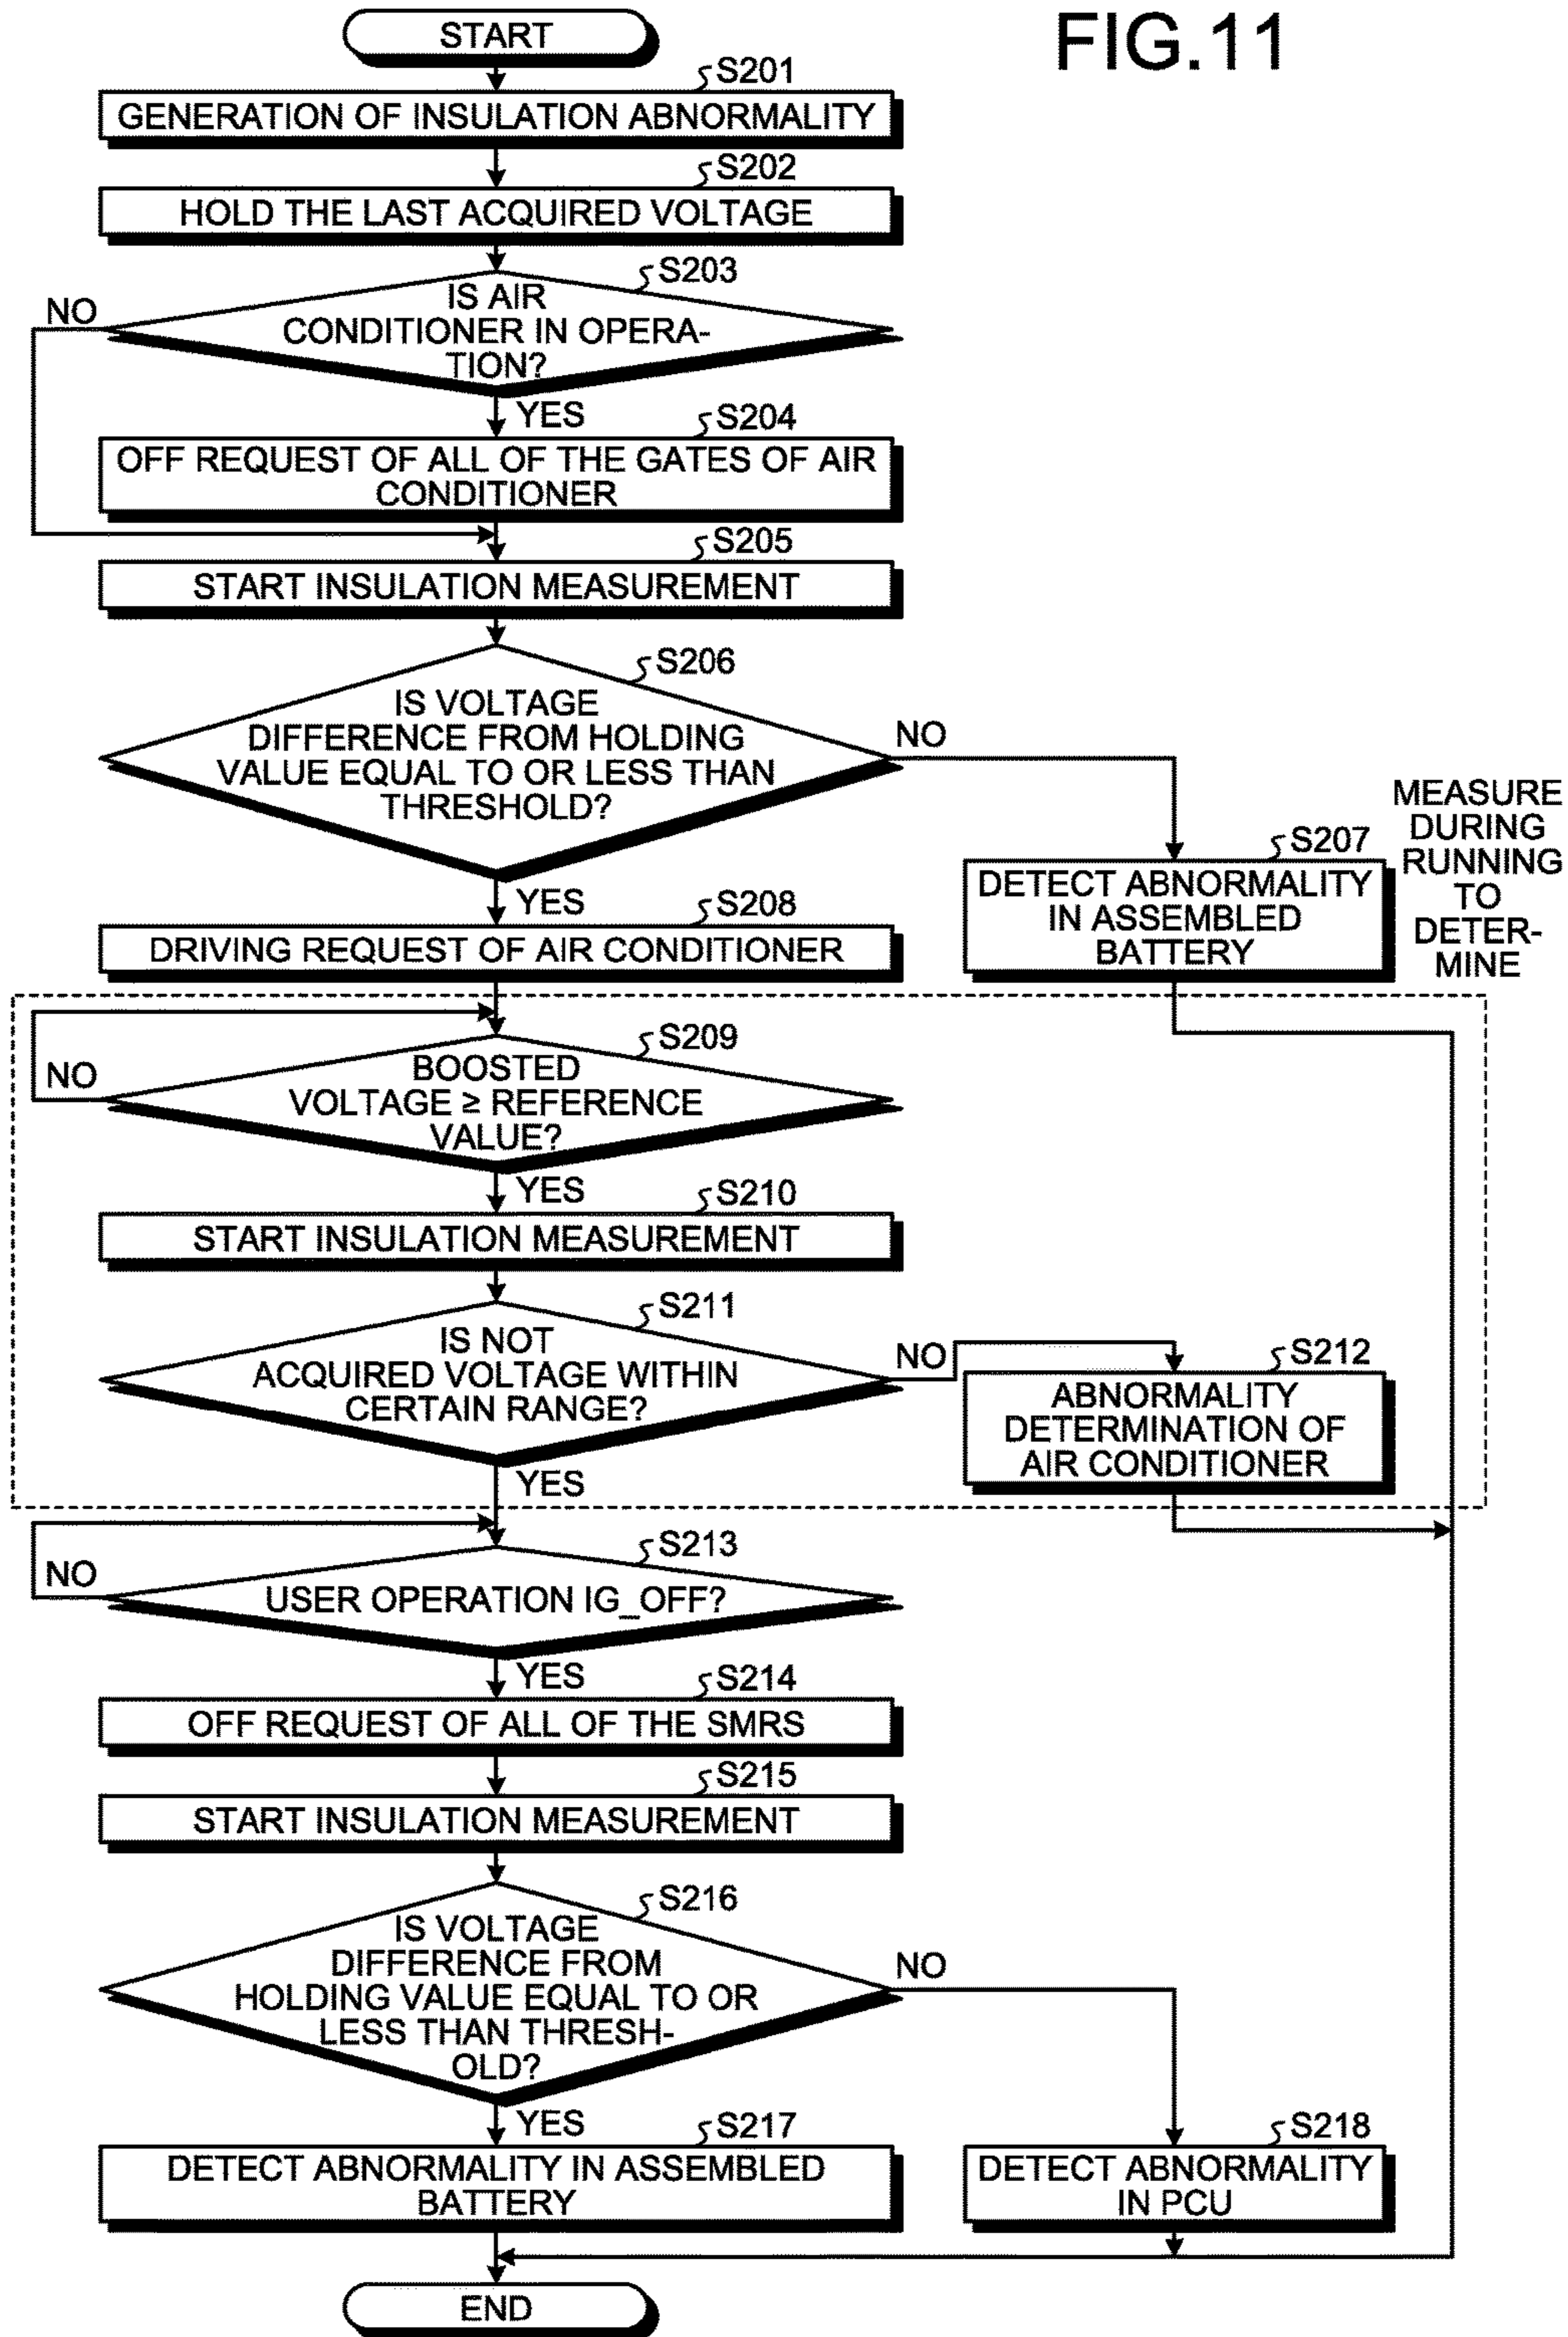 FIG.11
START
S201
GENERATION OF INSULATION ABNORMALITY
S202
HOLD THE LAST ACQUIRED VOLTAGE
S203
IS AIR
CONDITIONER IN OPERA-
TION?
NO
YES
S204
OFF REQUEST OF ALL OF THE GATES OF AIR
CONDITIONER
S205
START INSULATION MEASUREMENT
S206
IS VOLTAGE
DIFFERENCE FROM HOLDING
VALUE EQUAL TO OR LESS THAN
THRESHOLD?
NO
YES
S207
DETECT ABNORMALITY
IN ASSEMBLED
BATTERY
MEASURE
DURING
RUNNING
TO
DETER-
MINE
S208
DRIVING REQUEST OF AIR CONDITIONER
S209
BOOSTED
VOLTAGE ≥ REFERENCE
VALUE?
NO
YES
S210
START INSULATION MEASUREMENT
S211
IS NOT
ACQUIRED VOLTAGE WITHIN
CERTAIN RANGE?
NO
YES
S212
ABNORMALITY
DETERMINATION OF
AIR CONDITIONER
S213
USER OPERATION IG_OFF?
NO
YES
S214
OFF REQUEST OF ALL OF THE SMRS
S215
START INSULATION MEASUREMENT
S216
IS VOLTAGE
DIFFERENCE FROM
HOLDING VALUE EQUAL TO OR
LESS THAN THRESH-
OLD?
NO
YES
S217
DETECT ABNORMALITY IN ASSEMBLED
BATTERY
S218
DETECT ABNORMALITY
IN PCU
END